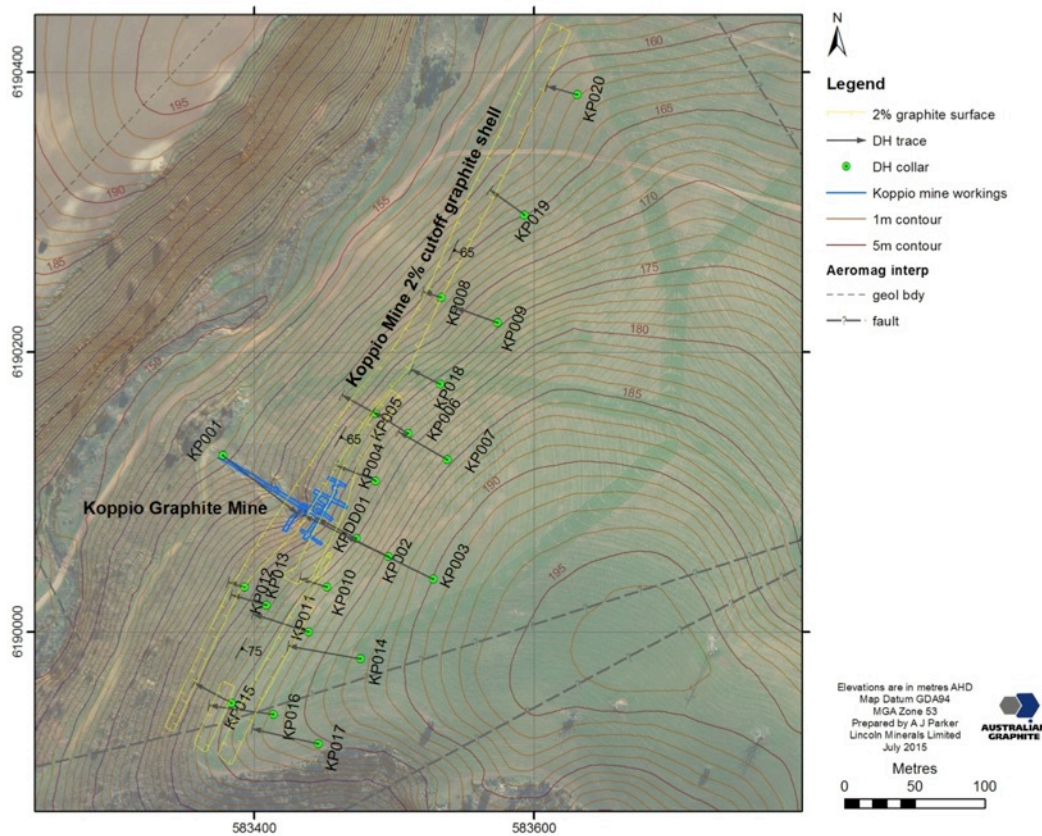 6190400
6190200
6190000
583400
583600
195
190
185
155
150
160
165
170
175
180
185
190
195
Koppio Mine 2% cutoff graphite shell
Koppio Graphite Mine
KP020
KP019
65
KP008
KP009
KP018
KP005
KP006
65
KP007
KP004
KP001
KPDD01
KP002
KP003
KP013
KP012
KP010
KP011
75
KP014
KP015
KP016
KP017
N
Legend
2% graphite surface
DH trace
DH collar
Koppio mine workings
1m contour
5m contour
Aeromag interp
geol bdy
?
fault
Elevations are in metres AHD
Map Datum GDA94
MGA Zone 53
Prepared by A J Parker
Lincoln Minerals Limited
July 2015
AUSTRALIAN
GRAPHITE
Metres
0 50 100